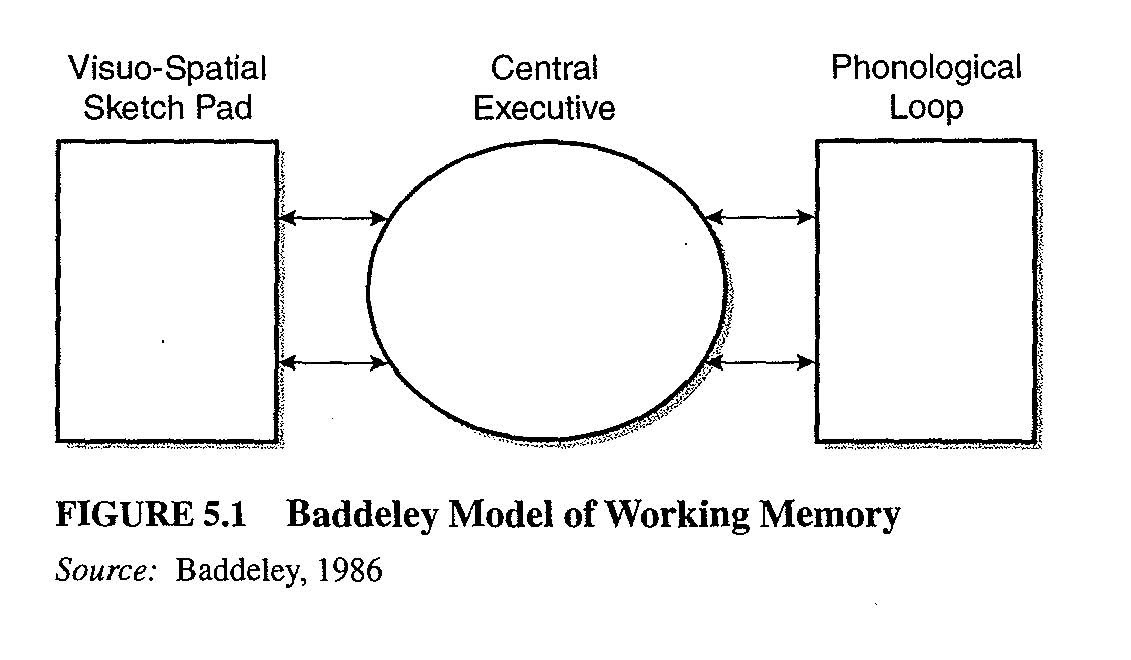 Visuo-Spatial
Sketch Pad
Central
Executive
Phonological
Loop
FIGURE 5.1 Baddeley Model of Working Memory
Source: Baddeley, 1986